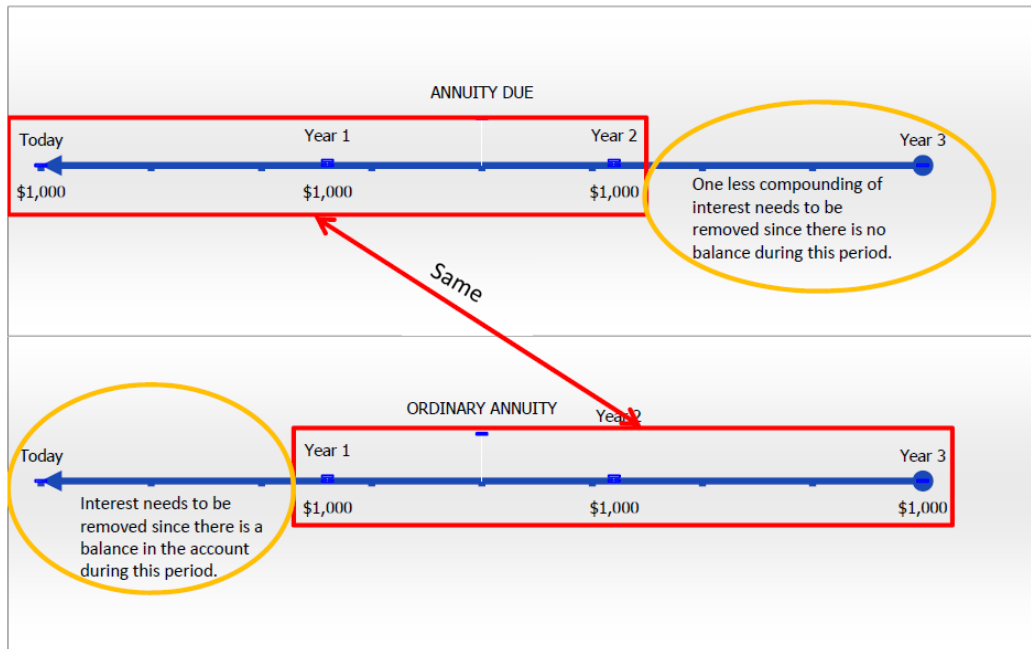 ANNUITY DUE
Today Year 1 Year 2 Year 3
$1,000 $1,000 $1,000
One less compounding of
interest needs to be
removed since there is no
balance during this period.
Same
ORDINARY ANNUITY
Today Year 1 Year 2 Year 3
$1,000 $1,000 $1,000
Interest needs to be
removed since there is a
balance in the account
during this period.